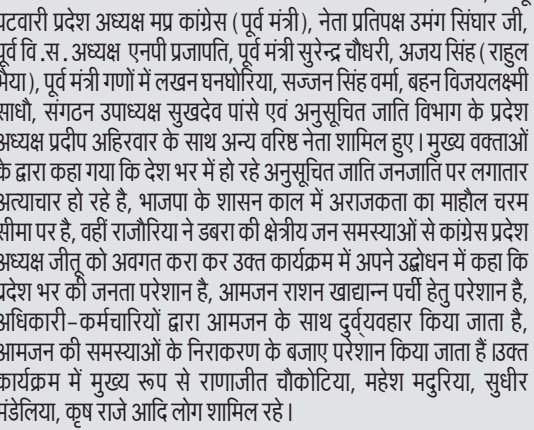 पटवारी प्रदेश अध्यक्ष मप्र कांग्रेस (पूर्व मंत्री), नेता प्रतिपक्ष उमंग सिंघार जी,
पूर्व वि.स. अध्यक्ष एनपी प्रजापति, पूर्व मंत्री सुरेन्द्र चौधरी, अजय सिंह (राहुल
भैया), पूर्व मंत्री गणों में लखन घनघोरिया, सज्जन सिंह वर्मा, बहन विजयलक्ष्मी
साधौ, संगठन उपाध्यक्ष सुखदेव पांसे एवं अनुसूचित जाति विभाग के प्रदेश
अध्यक्ष प्रदीप अहिरवार के साथ अन्य वरिष्ठ नेता शामिल हुए। मुख्य वक्ताओं
के द्वारा कहा गया कि देश भर में हो रहे अनुसूचित जाति जनजाति पर लगातार
अत्याचार हो रहे है, भाजपा के शासन काल में अराजकता का माहौल चरम
सीमा पर है, वहीं राजौरिया ने डबरा की क्षेत्रीय जन समस्याओं से कांग्रेस प्रदेश
अध्यक्ष जीतू को अवगत करा कर उक्त कार्यक्रम में अपने उद्बोधन में कहा कि
प्रदेश भर की जनता परेशान है, आमजन राशन खाद्यान्न पर्ची हेतु परेशान है,
अधिकारी-कर्मचारियों द्वारा आमजन के साथ दुर्व्यवहार किया जाता है,
आमजन की समस्याओं के निराकरण के बजाए परेशान किया जाता हैं।उक्त
कार्यक्रम में मुख्य रूप से राणाजीत चौकोटिया, महेश मदुरिया, सुधीर
मंडेलिया, कृष राजे आदि लोग शामिल रहे।